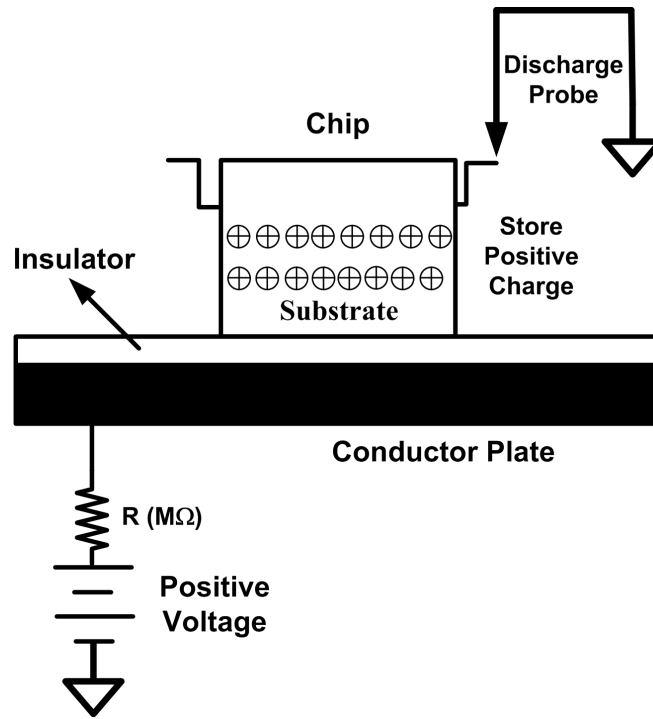 Discharge
Probe
Chip
Store
Positive
Charge
Insulator
Substrate
Conductor Plate
R (MΩ)
Positive
Voltage